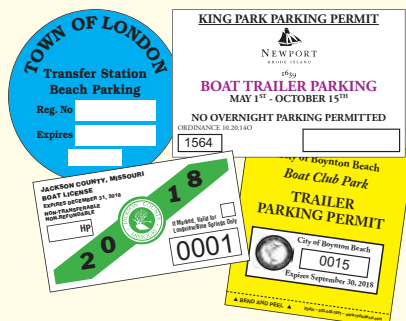 TOWN OF LONDON
Transfer Station
Beach Parking
Reg. No
Expires
KING PARK PARKING PERMIT
NEWPORT
RHODE ISLAND
1639
BOAT TRAILER PARKING
MAY 1ST - OCTOBER 15TH
NO OVERNIGHT PARKING PERMITTED
ORDINANCE 10.20.14O
1564
JACKSON COUNTY, MISSOURI
BOAT LICENSE
EXPIRES DECEMBER 31, 2018
NON-TRANSFERABLE
NON-REFUNDABLE
HP
2018
If Marked, Valid for
Longview/Blue Springs Only
0001
City of Boynton Beach
Boat Club Park
TRAILER
PARKING PERMIT
City of Boynton Beach
0015
Expires September 30, 2018
▲ BEND AND PEEL ▲